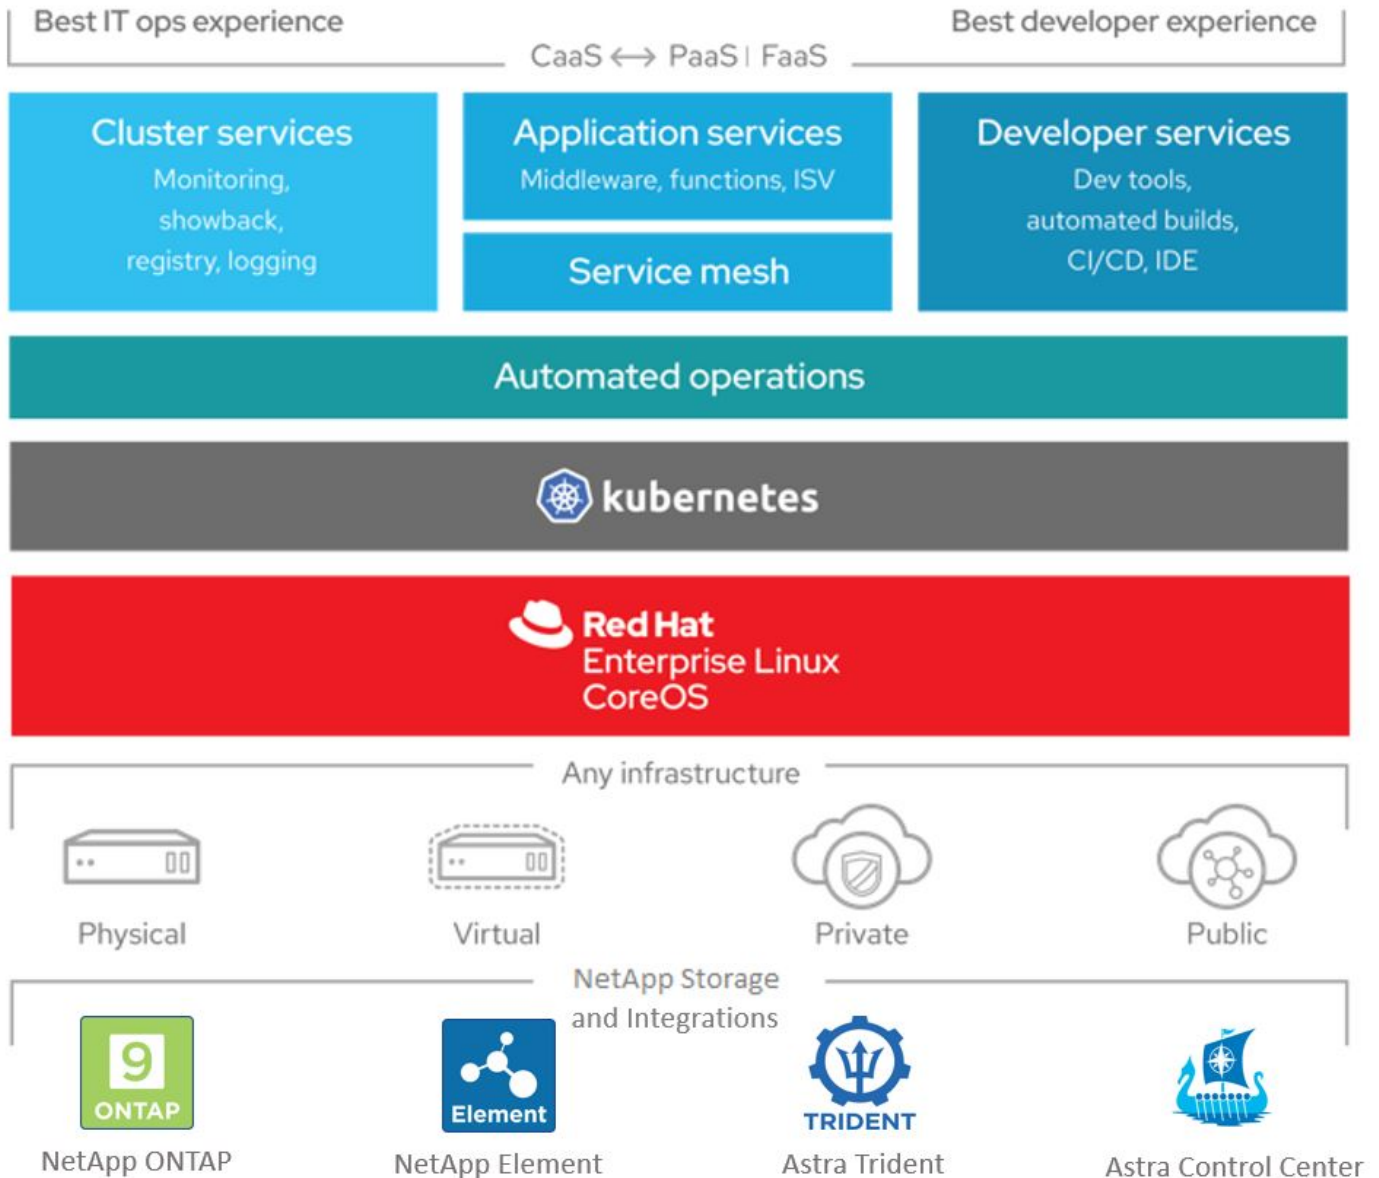 Best IT ops experience
Best developer experience
CaaS ↔ PaaS | FaaS
Cluster services
Monitoring,
showback,
registry, logging
Application services
Middleware, functions, ISV
Service mesh
Developer services
Dev tools,
automated builds,
CI/CD, IDE
Automated operations
kubernetes
Red Hat
Enterprise Linux
CoreOS
Any infrastructure
Physical
Virtual
Private
Public
NetApp Storage
and Integrations
9
ONTAP
NetApp ONTAP
Element
NetApp Element
TRIDENT
Astra Trident
Astra Control Center